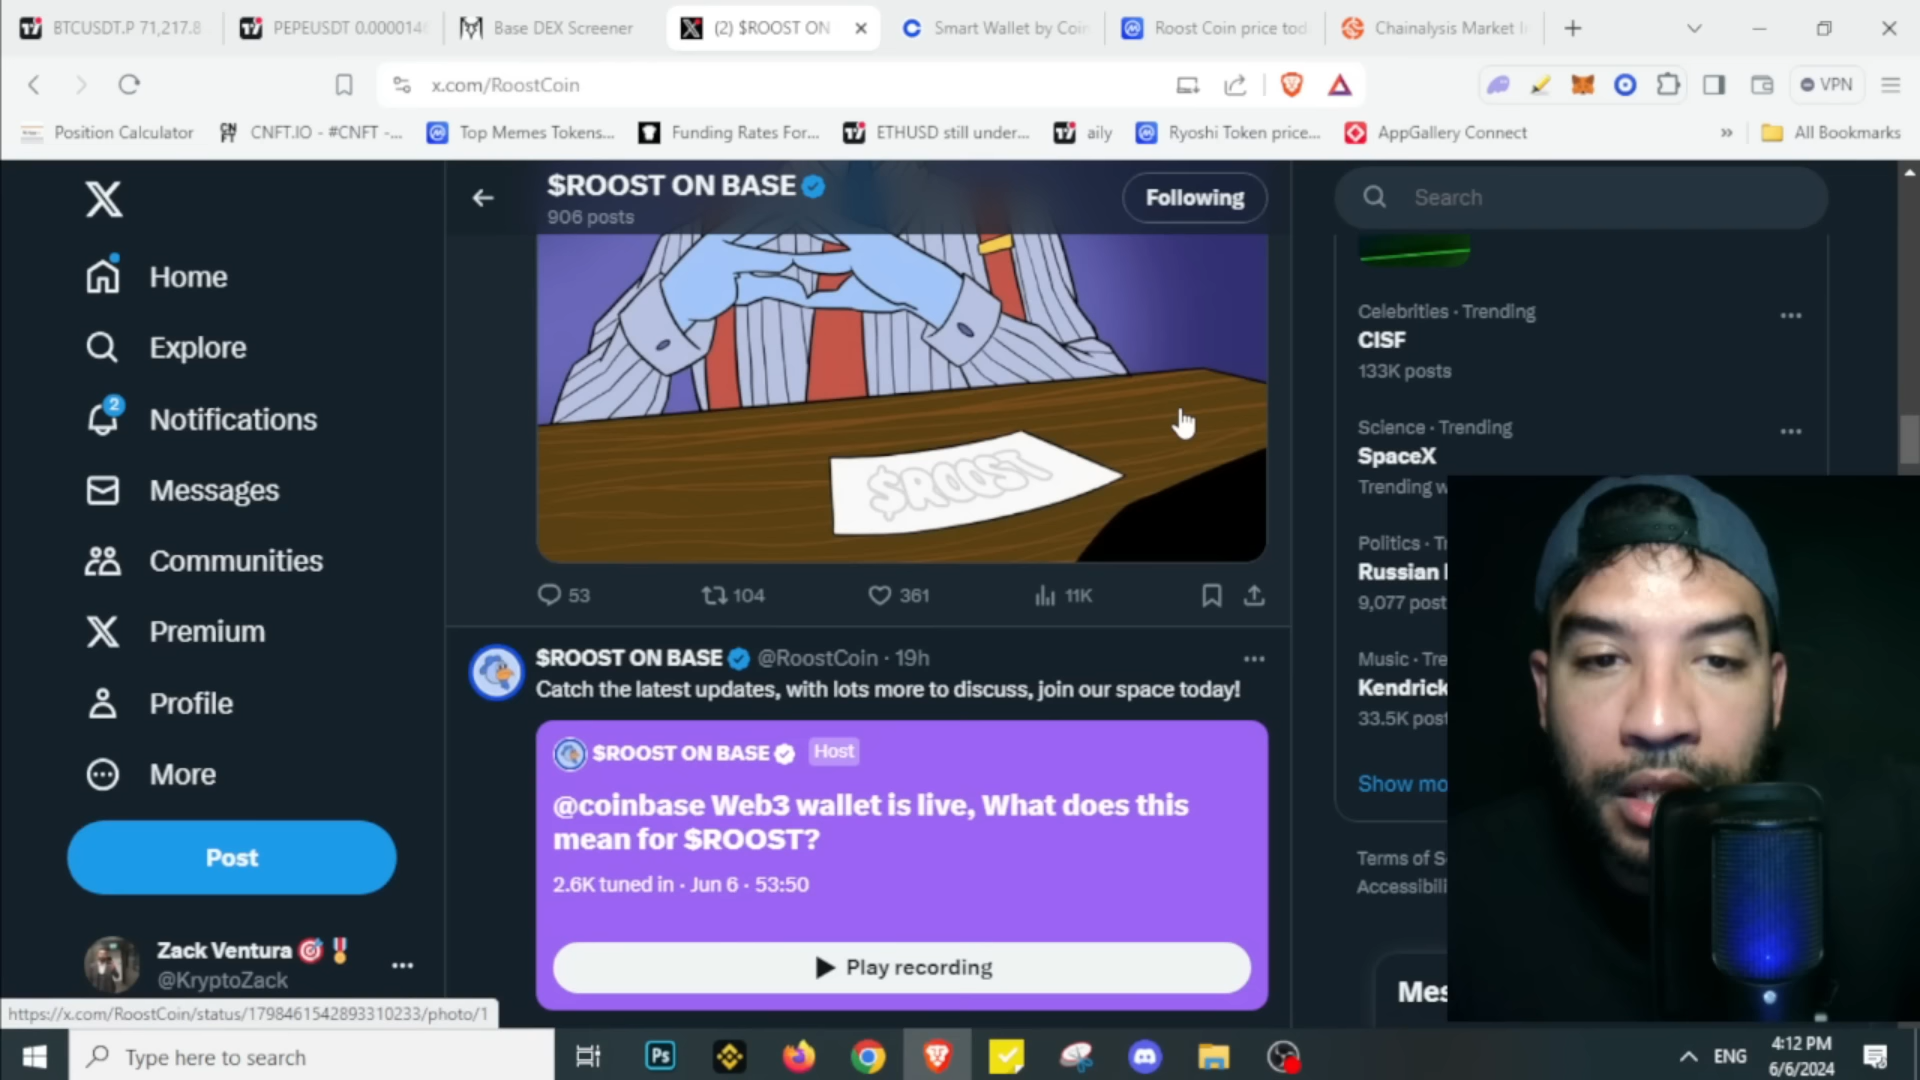 BTCUSDT.P 71,217.8
PEPEUSDT 0.0000014
Base DEX Screener
(2) $ROOST ON
Smart Wallet by Coin
Roost Coin price tod
Chainalysis Market I
x.com/RoostCoin
VPN
Position Calculator
CNFT.IO - #CNFT -...
Top Memes Tokens...
Funding Rates For...
ETHUSD still under...
aily
Ryoshi Token price...
AppGallery Connect
All Bookmarks
Home
Explore
2
Notifications
Messages
Communities
Premium
Profile
More
Post
Zack Ventura
@KryptoZack
https://x.com/RoostCoin/status/1798461542893310233/photo/1
$ROOST ON BASE
906 posts
Following
$ROOST
53
104
361
11K
$ROOST ON BASE @RoostCoin · 19h
Catch the latest updates, with lots more to discuss, join our space today!
$ROOST ON BASE Host
@coinbase Web3 wallet is live, What does this
mean for $ROOST?
2.6K tuned in · Jun 6 · 53:50
Play recording
Search
Celebrities · Trending
CISF
133K posts
Science · Trending
SpaceX
Trending w
Politics · Tr
Russian
9,077 post
Music · Tre
Kendrick
33.5K post
Show mo
Terms of S
Accessibili
Mes
Type here to search
Ps
ENG
4:12 PM
6/6/2024